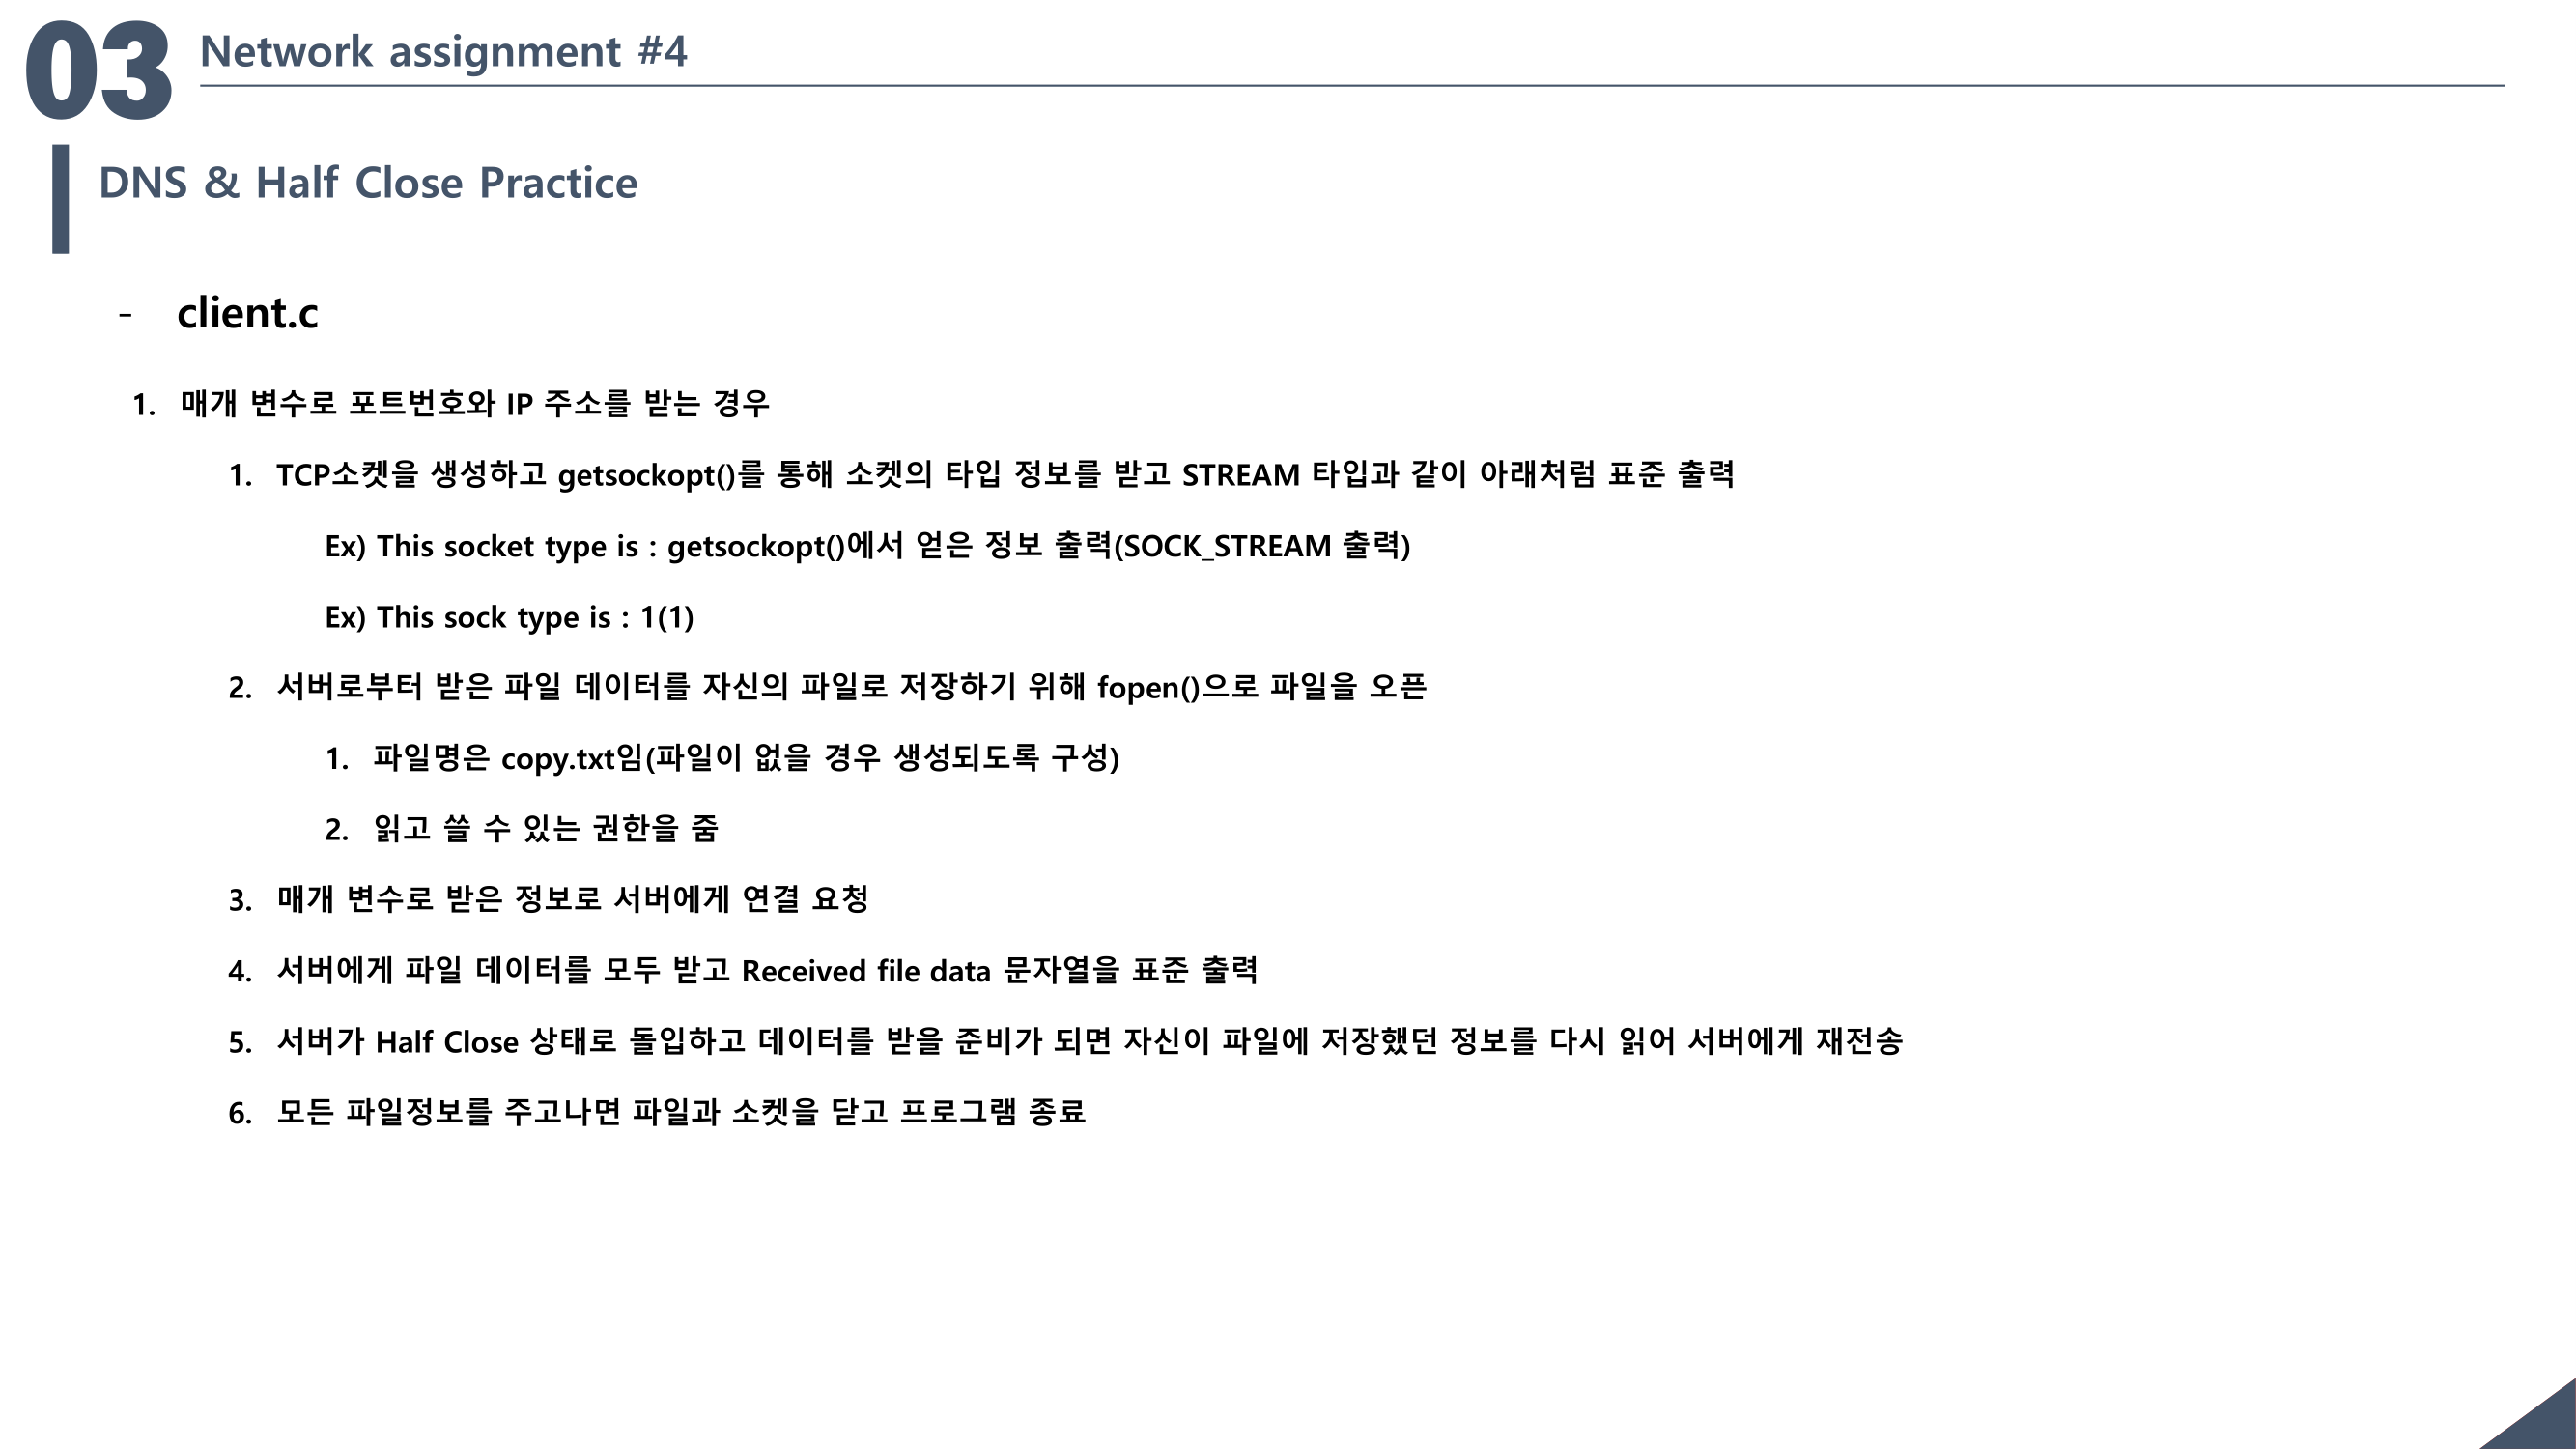 03 Network assignment #4
DNS & Half Close Practice
- client.c
1. 매개 변수로 포트번호와 IP 주소를 받는 경우
1. TCP소켓을 생성하고 getsockopt()를 통해 소켓의 타입 정보를 받고 STREAM 타입과 같이 아래처럼 표준 출력
Ex) This socket type is : getsockopt()에서 얻은 정보 출력(SOCK_STREAM 출력)
Ex) This sock type is : 1(1)
2. 서버로부터 받은 파일 데이터를 자신의 파일로 저장하기 위해 fopen()으로 파일을 오픈
1. 파일명은 copy.txt임(파일이 없을 경우 생성되도록 구성)
2. 읽고 쓸 수 있는 권한을 줌
3. 매개 변수로 받은 정보로 서버에게 연결 요청
4. 서버에게 파일 데이터를 모두 받고 Received file data 문자열을 표준 출력
5. 서버가 Half Close 상태로 돌입하고 데이터를 받을 준비가 되면 자신이 파일에 저장했던 정보를 다시 읽어 서버에게 재전송
6. 모든 파일정보를 주고나면 파일과 소켓을 닫고 프로그램 종료